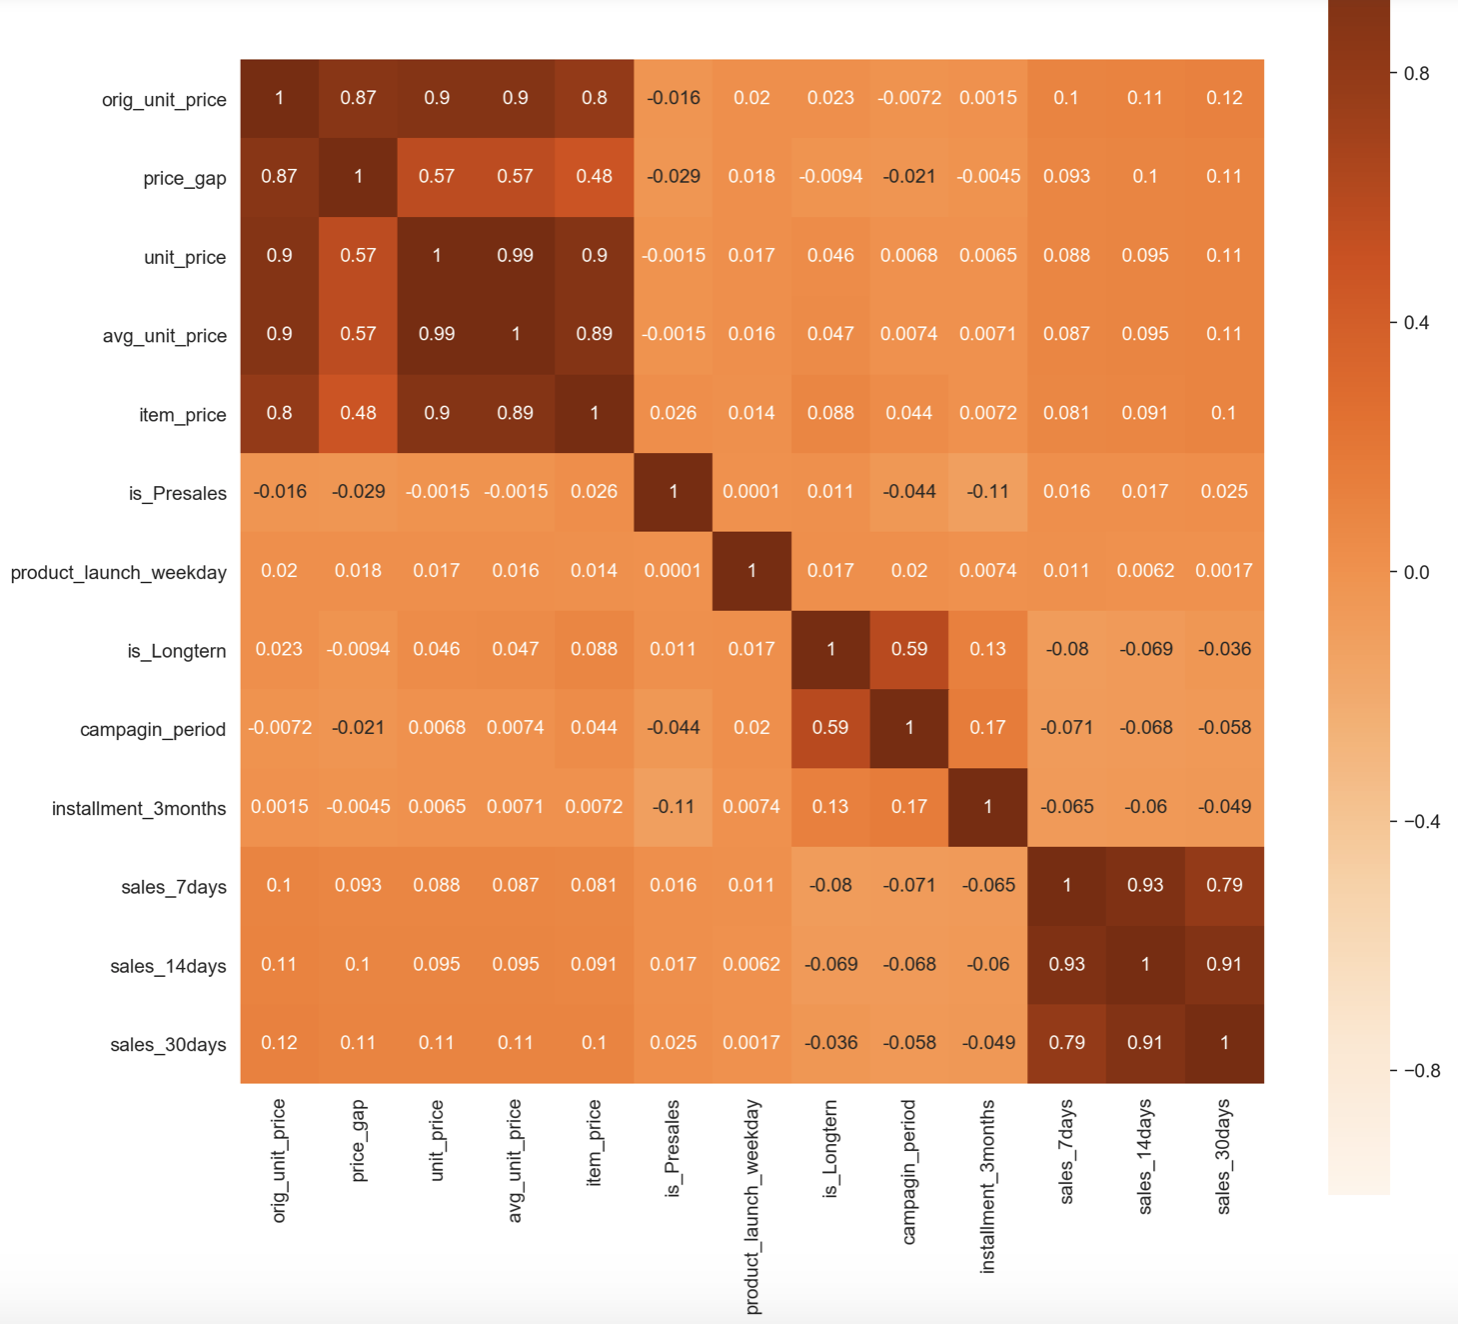 orig_unit_price 1 0.87 0.9 0.9 0.8 -0.016 0.02 0.023 -0.0072 0.0015 0.1 0.11 0.12
price_gap 0.87 1 0.57 0.57 0.48 -0.029 0.018 -0.0094 -0.021 -0.0045 0.093 0.1 0.11
unit_price 0.9 0.57 1 0.99 0.9 -0.0015 0.017 0.046 0.0068 0.0065 0.088 0.095 0.11
avg_unit_price 0.9 0.57 0.99 1 0.89 -0.0015 0.016 0.047 0.0074 0.0071 0.087 0.095 0.11
item_price 0.8 0.48 0.9 0.89 1 0.026 0.014 0.088 0.044 0.0072 0.081 0.091 0.1
is_Presales -0.016 -0.029 -0.0015 -0.0015 0.026 1 0.0001 0.011 -0.044 -0.11 0.016 0.017 0.025
product_launch_weekday 0.02 0.018 0.017 0.016 0.014 0.0001 1 0.017 0.02 0.0074 0.011 0.0062 0.0017
is_Longtern 0.023 -0.0094 0.046 0.047 0.088 0.011 0.017 1 0.59 0.13 -0.08 -0.069 -0.036
campagin_period -0.0072 -0.021 0.0068 0.0074 0.044 -0.044 0.02 0.59 1 0.17 -0.071 -0.068 -0.058
installment_3months 0.0015 -0.0045 0.0065 0.0071 0.0072 -0.11 0.0074 0.13 0.17 1 -0.065 -0.06 -0.049
sales_7days 0.1 0.093 0.088 0.087 0.081 0.016 0.011 -0.08 -0.071 -0.065 1 0.93 0.79
sales_14days 0.11 0.1 0.095 0.095 0.091 0.017 0.0062 -0.069 -0.068 -0.06 0.93 1 0.91
sales_30days 0.12 0.11 0.11 0.11 0.1 0.025 0.0017 -0.036 -0.058 -0.049 0.79 0.91 1
orig_unit_price
price_gap
unit_price
avg_unit_price
item_price
is_Presales
product_launch_weekday
is_Longtern
campagin_period
installment_3months
sales_7days
sales_14days
sales_30days
0.8
0.4
0.0
−0.4
−0.8